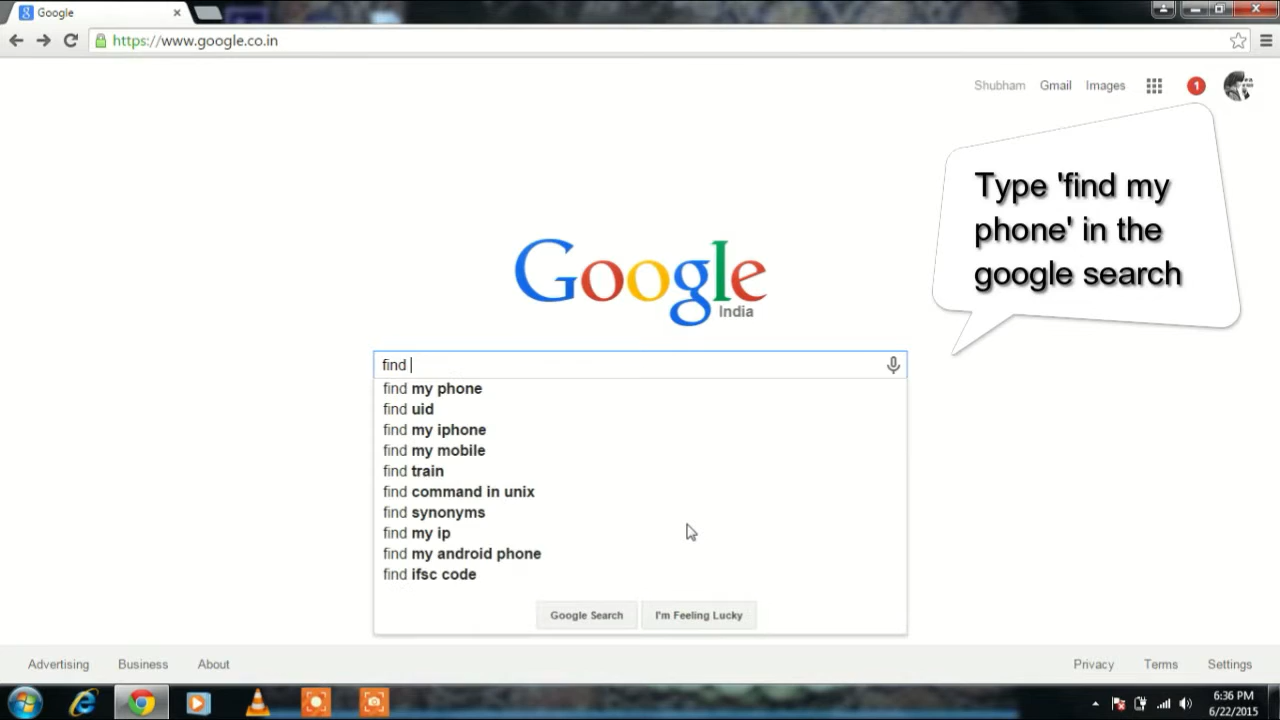 Google
https://www.google.co.in
Shubham Gmail Images 1
Type 'find my
phone' in the
google search
Google
India
find
find my phone
find uid
find my iphone
find my mobile
find train
find command in unix
find synonyms
find my ip
find my android phone
find ifsc code
Google Search I'm Feeling Lucky
Advertising Business About Privacy Terms Settings
6:36 PM
6/22/2015